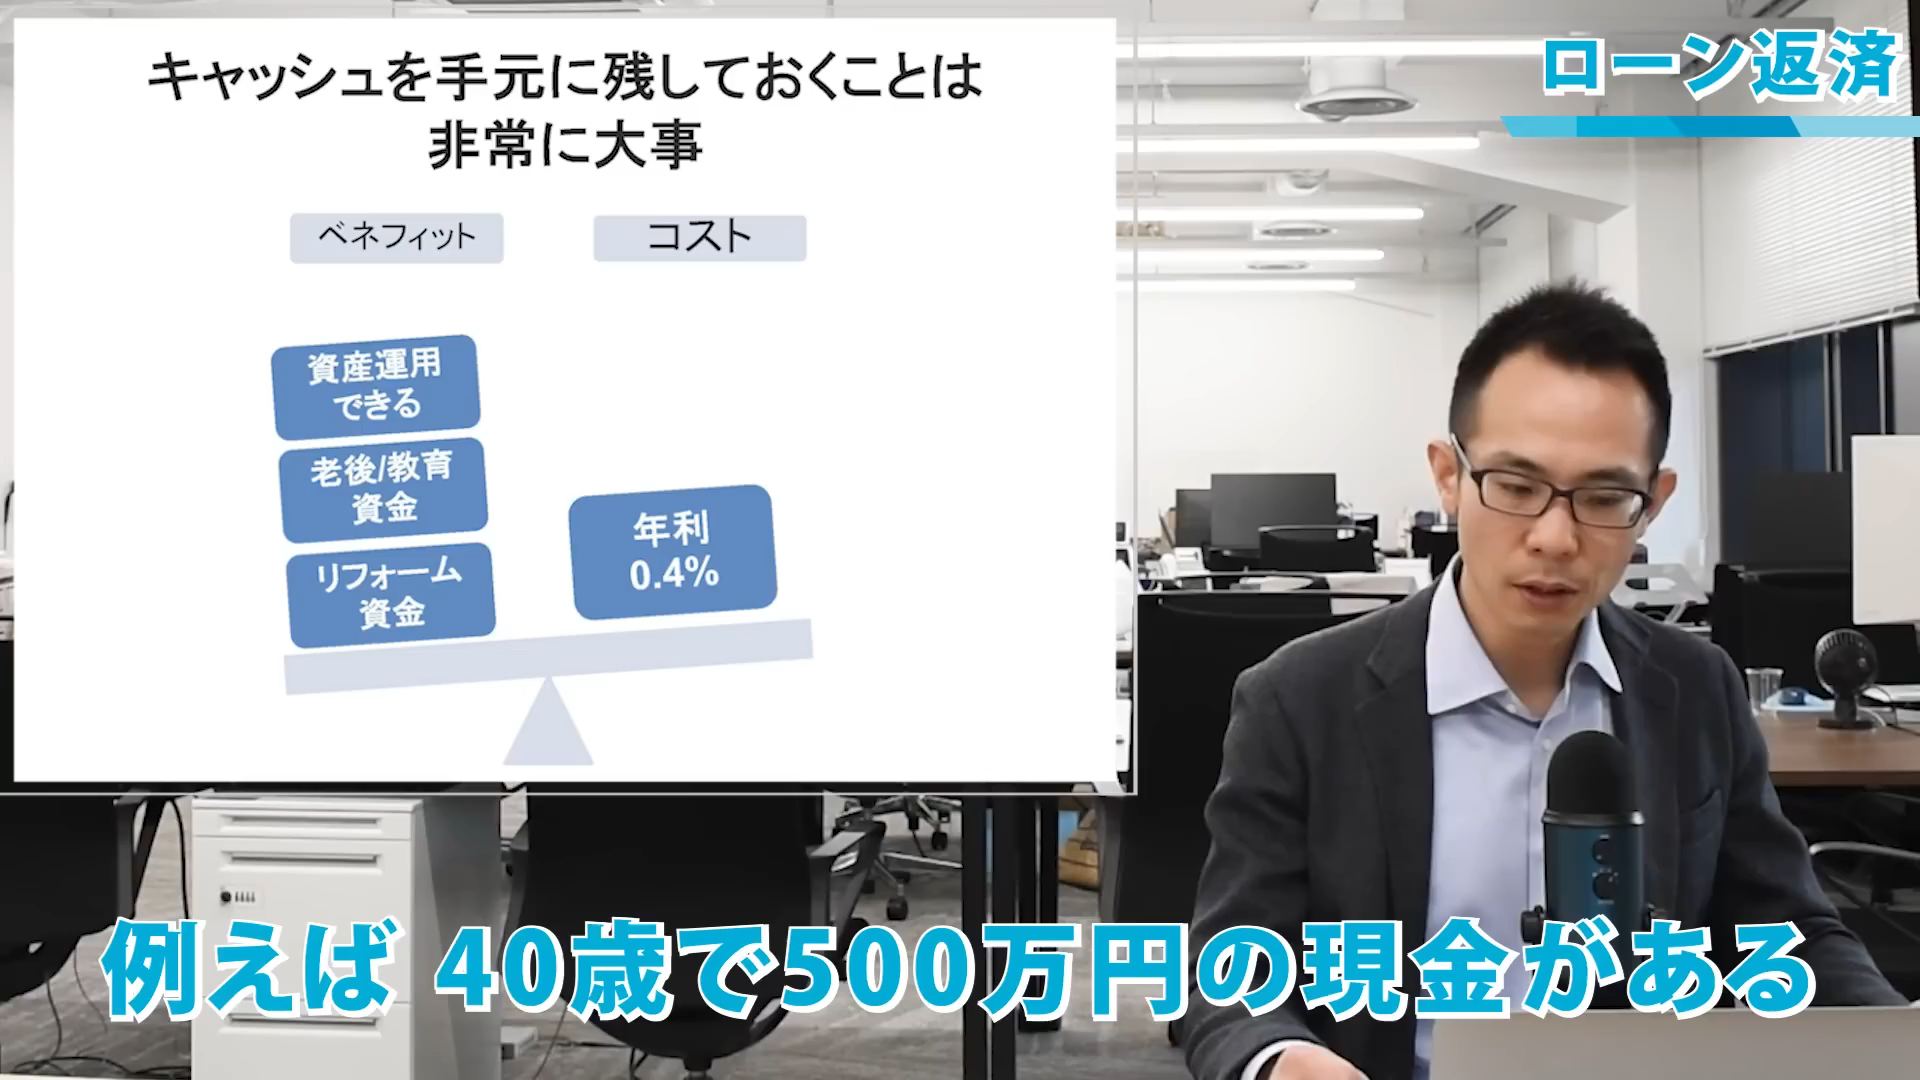 キャッシュを手元に残しておくことは
非常に大事
ローン返済
ベネフィット
コスト
資産運用
できる
老後/教育
資金
リフォーム
資金
年利
0.4%
例えば 40歳で500万円の現金がある